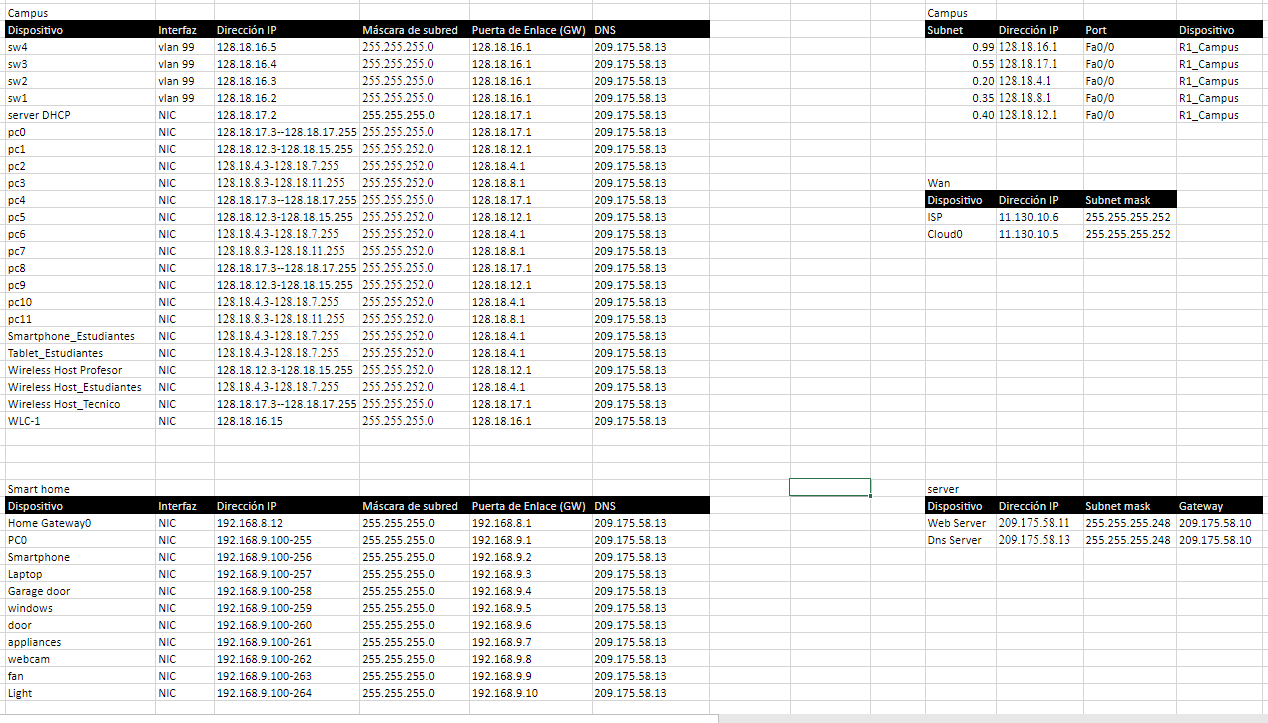 Campus
Dispositivo Interfaz Dirección IP Máscara de subred Puerta de Enlace (GW) DNS
sw4 vlan 99 128.18.16.5 255.255.255.0 128.18.16.1 209.175.58.13
sw3 vlan 99 128.18.16.4 255.255.255.0 128.18.16.1 209.175.58.13
sw2 vlan 99 128.18.16.3 255.255.255.0 128.18.16.1 209.175.58.13
sw1 vlan 99 128.18.16.2 255.255.255.0 128.18.16.1 209.175.58.13
server DHCP NIC 128.18.17.2 255.255.255.0 128.18.17.1 209.175.58.13
pc0 NIC 128.18.17.3--128.18.17.255 255.255.255.0 128.18.17.1 209.175.58.13
pc1 NIC 128.18.12.3-128.18.15.255 255.255.252.0 128.18.12.1 209.175.58.13
pc2 NIC 128.18.4.3-128.18.7.255 255.255.252.0 128.18.4.1 209.175.58.13
pc3 NIC 128.18.8.3-128.18.11.255 255.255.252.0 128.18.8.1 209.175.58.13
pc4 NIC 128.18.17.3--128.18.17.255 255.255.255.0 128.18.17.1 209.175.58.13
pc5 NIC 128.18.12.3-128.18.15.255 255.255.252.0 128.18.12.1 209.175.58.13
pc6 NIC 128.18.4.3-128.18.7.255 255.255.252.0 128.18.4.1 209.175.58.13
pc7 NIC 128.18.8.3-128.18.11.255 255.255.252.0 128.18.8.1 209.175.58.13
pc8 NIC 128.18.17.3--128.18.17.255 255.255.255.0 128.18.17.1 209.175.58.13
pc9 NIC 128.18.12.3-128.18.15.255 255.255.252.0 128.18.12.1 209.175.58.13
pc10 NIC 128.18.4.3-128.18.7.255 255.255.252.0 128.18.4.1 209.175.58.13
pc11 NIC 128.18.8.3-128.18.11.255 255.255.252.0 128.18.8.1 209.175.58.13
Smartphone_Estudiantes NIC 128.18.4.3-128.18.7.255 255.255.252.0 128.18.4.1 209.175.58.13
Tablet_Estudiantes NIC 128.18.4.3-128.18.7.255 255.255.252.0 128.18.4.1 209.175.58.13
Wireless Host Profesor NIC 128.18.12.3-128.18.15.255 255.255.252.0 128.18.12.1 209.175.58.13
Wireless Host_Estudiantes NIC 128.18.4.3-128.18.7.255 255.255.252.0 128.18.4.1 209.175.58.13
Wireless Host_Tecnico NIC 128.18.17.3--128.18.17.255 255.255.255.0 128.18.17.1 209.175.58.13
WLC-1 NIC 128.18.16.15 255.255.255.0 128.18.16.1 209.175.58.13
Campus
Subnet Dirección IP Port Dispositivo
0.99 128.18.16.1 Fa0/0 R1_Campus
0.55 128.18.17.1 Fa0/0 R1_Campus
0.20 128.18.4.1 Fa0/0 R1_Campus
0.35 128.18.8.1 Fa0/0 R1_Campus
0.40 128.18.12.1 Fa0/0 R1_Campus
Wan
Dispositivo Dirección IP Subnet mask
ISP 11.130.10.6 255.255.255.252
Cloud0 11.130.10.5 255.255.255.252
Smart home
Dispositivo Interfaz Dirección IP Máscara de subred Puerta de Enlace (GW) DNS
Home Gateway0 NIC 192.168.8.12 255.255.255.0 192.168.8.1 209.175.58.13
PC0 NIC 192.168.9.100-255 255.255.255.0 192.168.9.1 209.175.58.13
Smartphone NIC 192.168.9.100-256 255.255.255.0 192.168.9.2 209.175.58.13
Laptop NIC 192.168.9.100-257 255.255.255.0 192.168.9.3 209.175.58.13
Garage door NIC 192.168.9.100-258 255.255.255.0 192.168.9.4 209.175.58.13
windows NIC 192.168.9.100-259 255.255.255.0 192.168.9.5 209.175.58.13
door NIC 192.168.9.100-260 255.255.255.0 192.168.9.6 209.175.58.13
appliances NIC 192.168.9.100-261 255.255.255.0 192.168.9.7 209.175.58.13
webcam NIC 192.168.9.100-262 255.255.255.0 192.168.9.8 209.175.58.13
fan NIC 192.168.9.100-263 255.255.255.0 192.168.9.9 209.175.58.13
Light NIC 192.168.9.100-264 255.255.255.0 192.168.9.10 209.175.58.13
server
Dispositivo Dirección IP Subnet mask Gateway
Web Server 209.175.58.11 255.255.255.248 209.175.58.10
Dns Server 209.175.58.13 255.255.255.248 209.175.58.10